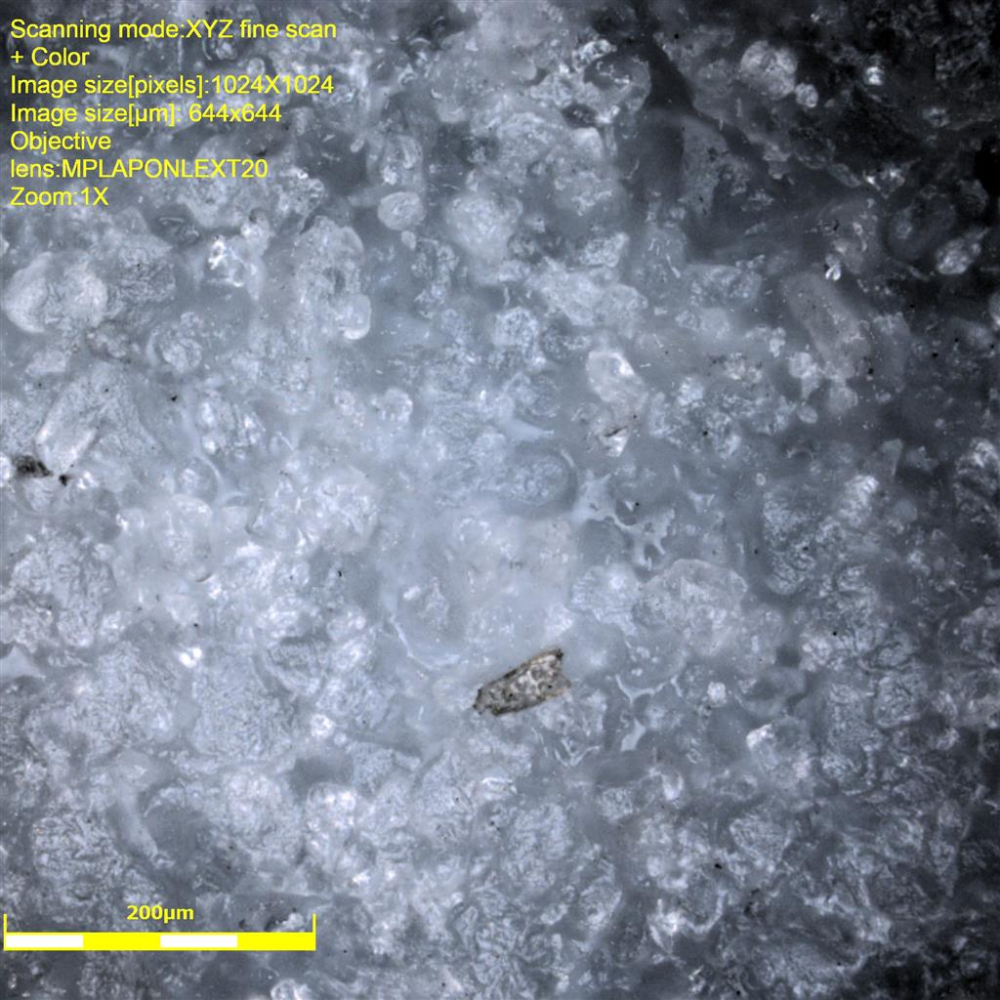 Scanning mode:XYZ fine scan
+ Color
Image size[pixels]:1024X1024
Image size[µm]: 644x644
Objective
lens:MPLAPONLEXT20
Zoom:1X
200µm